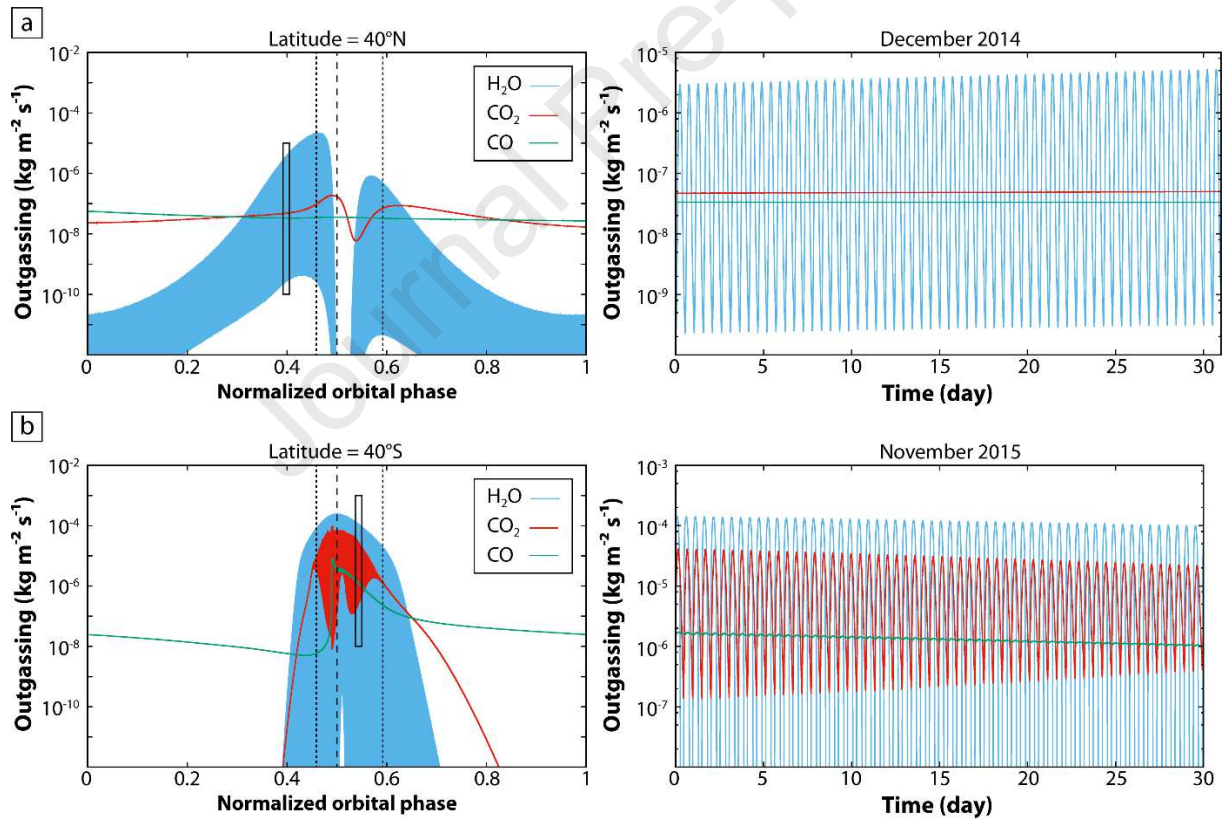 a
Latitude = 40°N
Outgassing (kg m⁻² s⁻¹)
10⁻²
10⁻⁴
10⁻⁶
10⁻⁸
10⁻¹⁰
H₂O
CO₂
CO
0 0.2 0.4 0.6 0.8 1
Normalized orbital phase
December 2014
Outgassing (kg m⁻² s⁻¹)
10⁻⁵
10⁻⁶
10⁻⁷
10⁻⁸
10⁻⁹
0 5 10 15 20 25 30
Time (day)
Journal Pre-
b
Latitude = 40°S
Outgassing (kg m⁻² s⁻¹)
10⁻²
10⁻⁴
10⁻⁶
10⁻⁸
10⁻¹⁰
H₂O
CO₂
CO
0 0.2 0.4 0.6 0.8 1
Normalized orbital phase
November 2015
Outgassing (kg m⁻² s⁻¹)
10⁻³
10⁻⁴
10⁻⁵
10⁻⁶
10⁻⁷
0 5 10 15 20 25 30
Time (day)